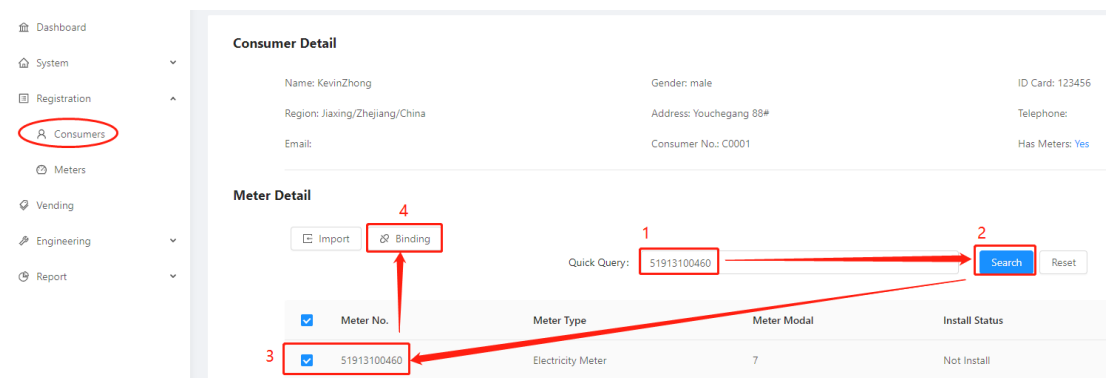 Dashboard
System
Registration
Consumers
Meters
Vending
Engineering
Report
Consumer Detail
Name: KevinZhong Gender: male ID Card: 123456
Region: Jiaxing/Zhejiang/China Address: Youchegang 88# Telephone:
Email: Consumer No.: C0001 Has Meters: Yes
Meter Detail
4
Import Binding
1 2
Quick Query: 51913100460 Search Reset
Meter No. Meter Type Meter Modal Install Status
3 51913100460 Electricity Meter 7 Not Install